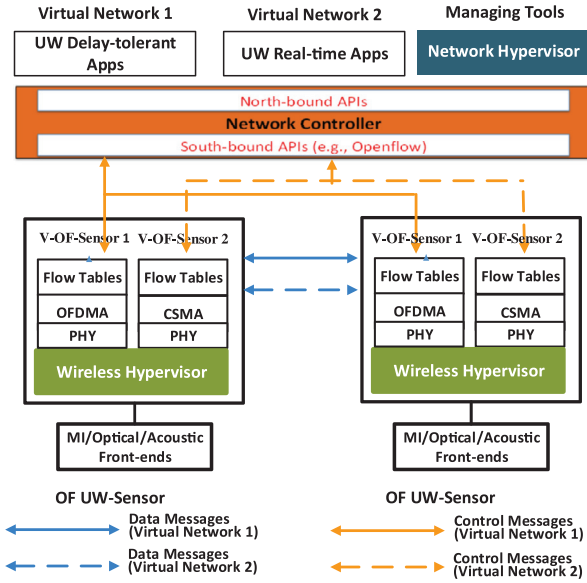 Virtual Network 1
Virtual Network 2
Managing Tools
UW Delay-tolerant
Apps
UW Real-time Apps
Network Hypervisor
North-bound APIs
Network Controller
South-bound APIs (e.g., Openflow)
V-OF-Sensor 1
V-OF-Sensor 2
V-OF-Sensor 1
V-OF-Sensor 2
Flow Tables
Flow Tables
Flow Tables
Flow Tables
OFDMA
CSMA
OFDMA
CSMA
PHY
PHY
PHY
PHY
Wireless Hypervisor
Wireless Hypervisor
MI/Optical/Acoustic
Front-ends
MI/Optical/Acoustic
Front-ends
OF UW-Sensor
OF UW-Sensor
Data Messages
(Virtual Network 1)
Control Messages
(Virtual Network 1)
Data Messages
(Virtual Network 2)
Control Messages
(Virtual Network 2)